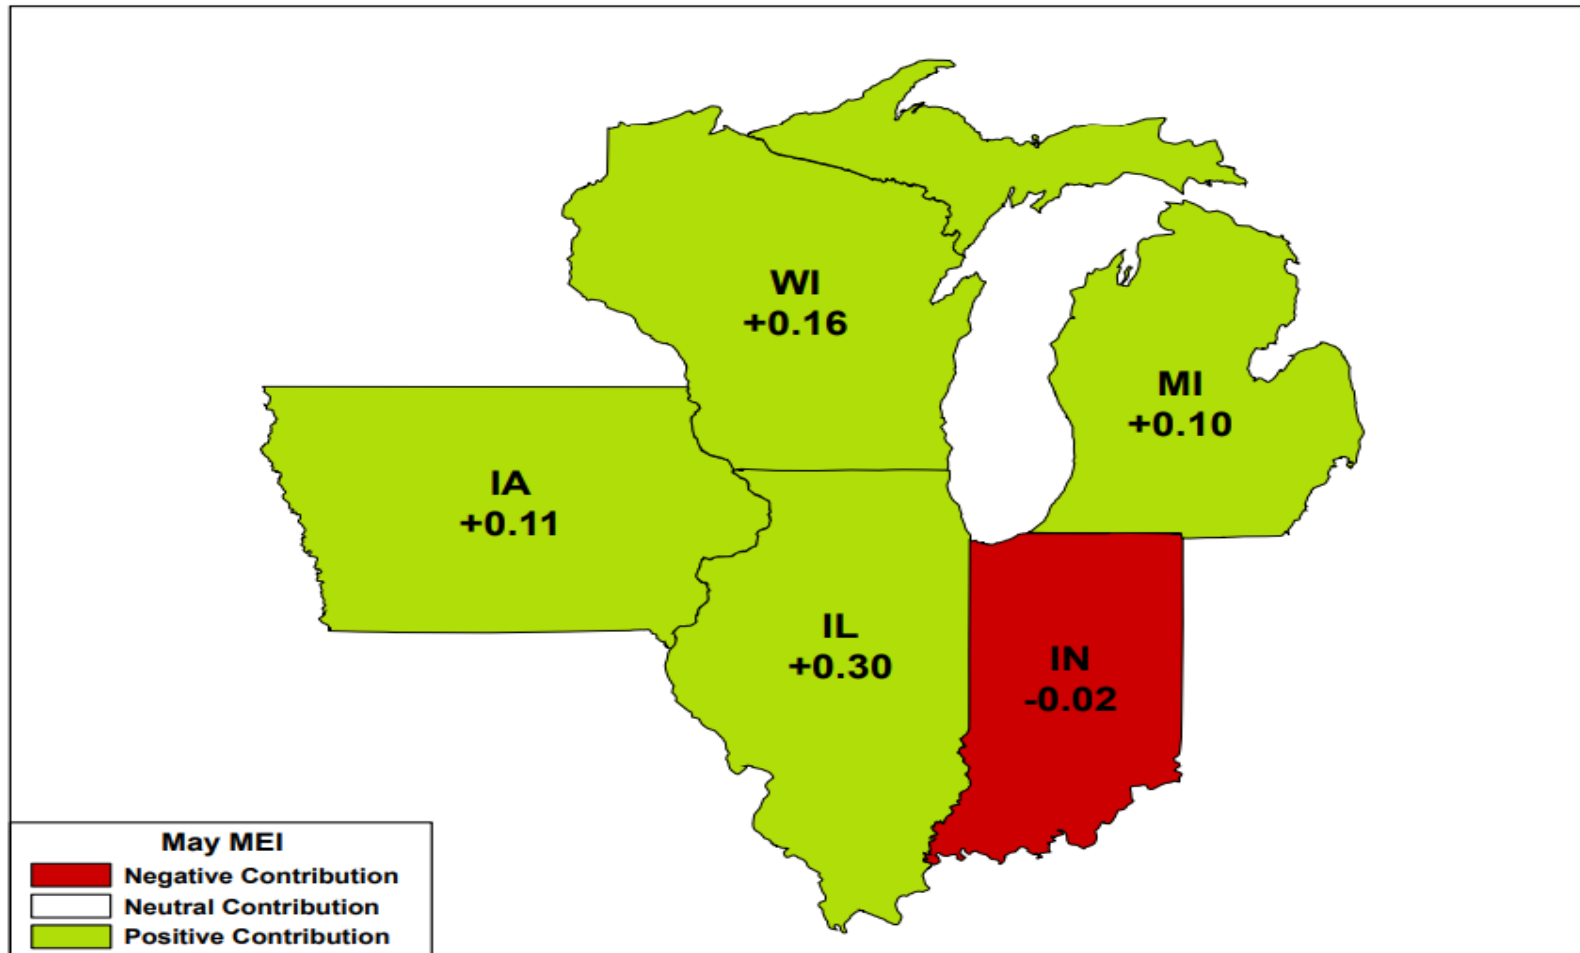 WI
+0.16
MI
+0.10
IA
+0.11
IL
+0.30
IN
-0.02
May MEI
Negative Contribution
Neutral Contribution
Positive Contribution